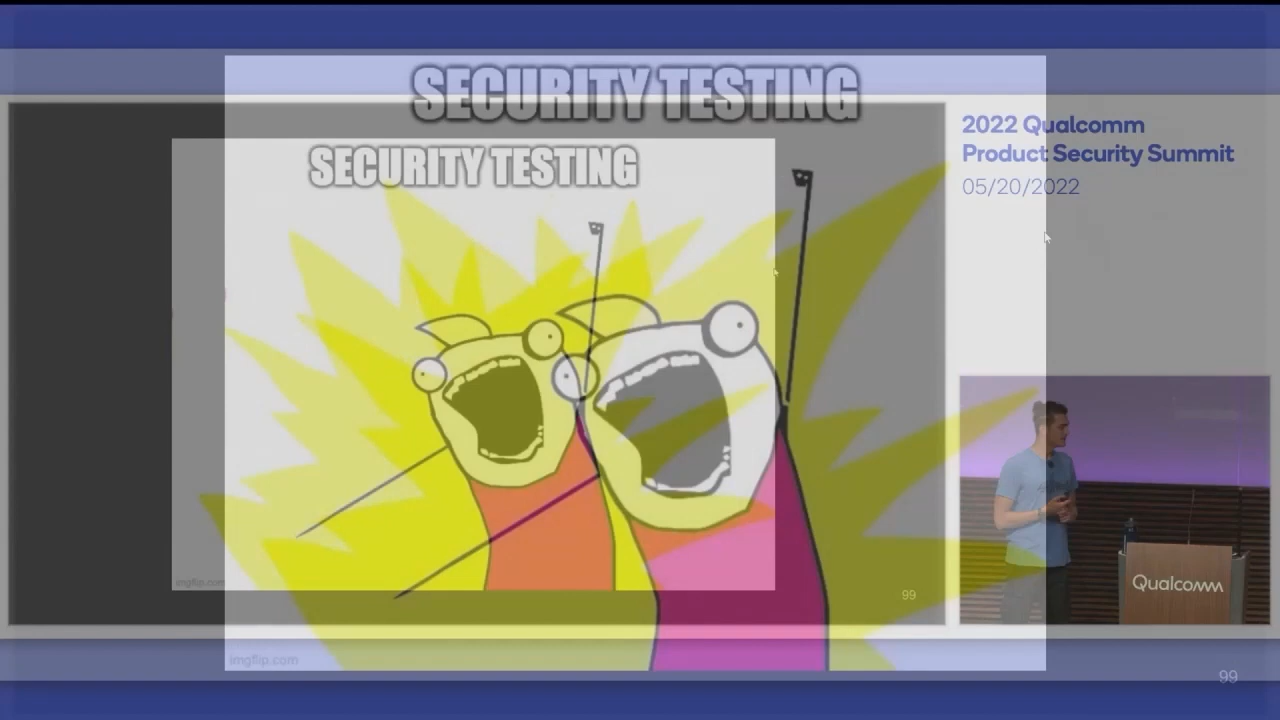 SECURITY TESTING
SECURITY TESTING
2022 Qualcomm
Product Security Summit
05/20/2022
imgflip.com
99
Qualcomm
imgflip.com
99